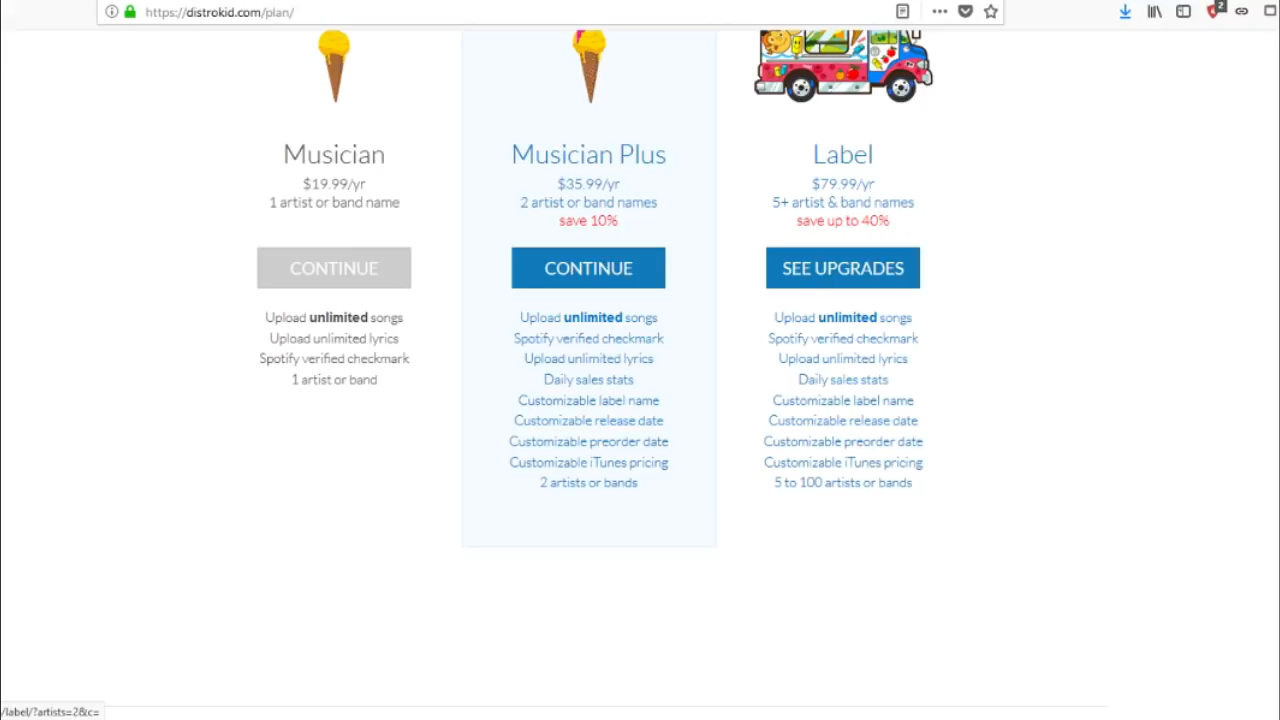 https://distrokid.com/plan/
2
Musician
$19.99/yr
1 artist or band name
CONTINUE
Upload unlimited songs
Upload unlimited lyrics
Spotify verified checkmark
1 artist or band
Musician Plus
$35.99/yr
2 artist or band names
save 10%
CONTINUE
Upload unlimited songs
Spotify verified checkmark
Upload unlimited lyrics
Daily sales stats
Customizable label name
Customizable release date
Customizable preorder date
Customizable iTunes pricing
2 artists or bands
Label
$79.99/yr
5+ artist & band names
save up to 40%
SEE UPGRADES
Upload unlimited songs
Spotify verified checkmark
Upload unlimited lyrics
Daily sales stats
Customizable label name
Customizable release date
Customizable preorder date
Customizable iTunes pricing
5 to 100 artists or bands
/label/?artists=2&c=